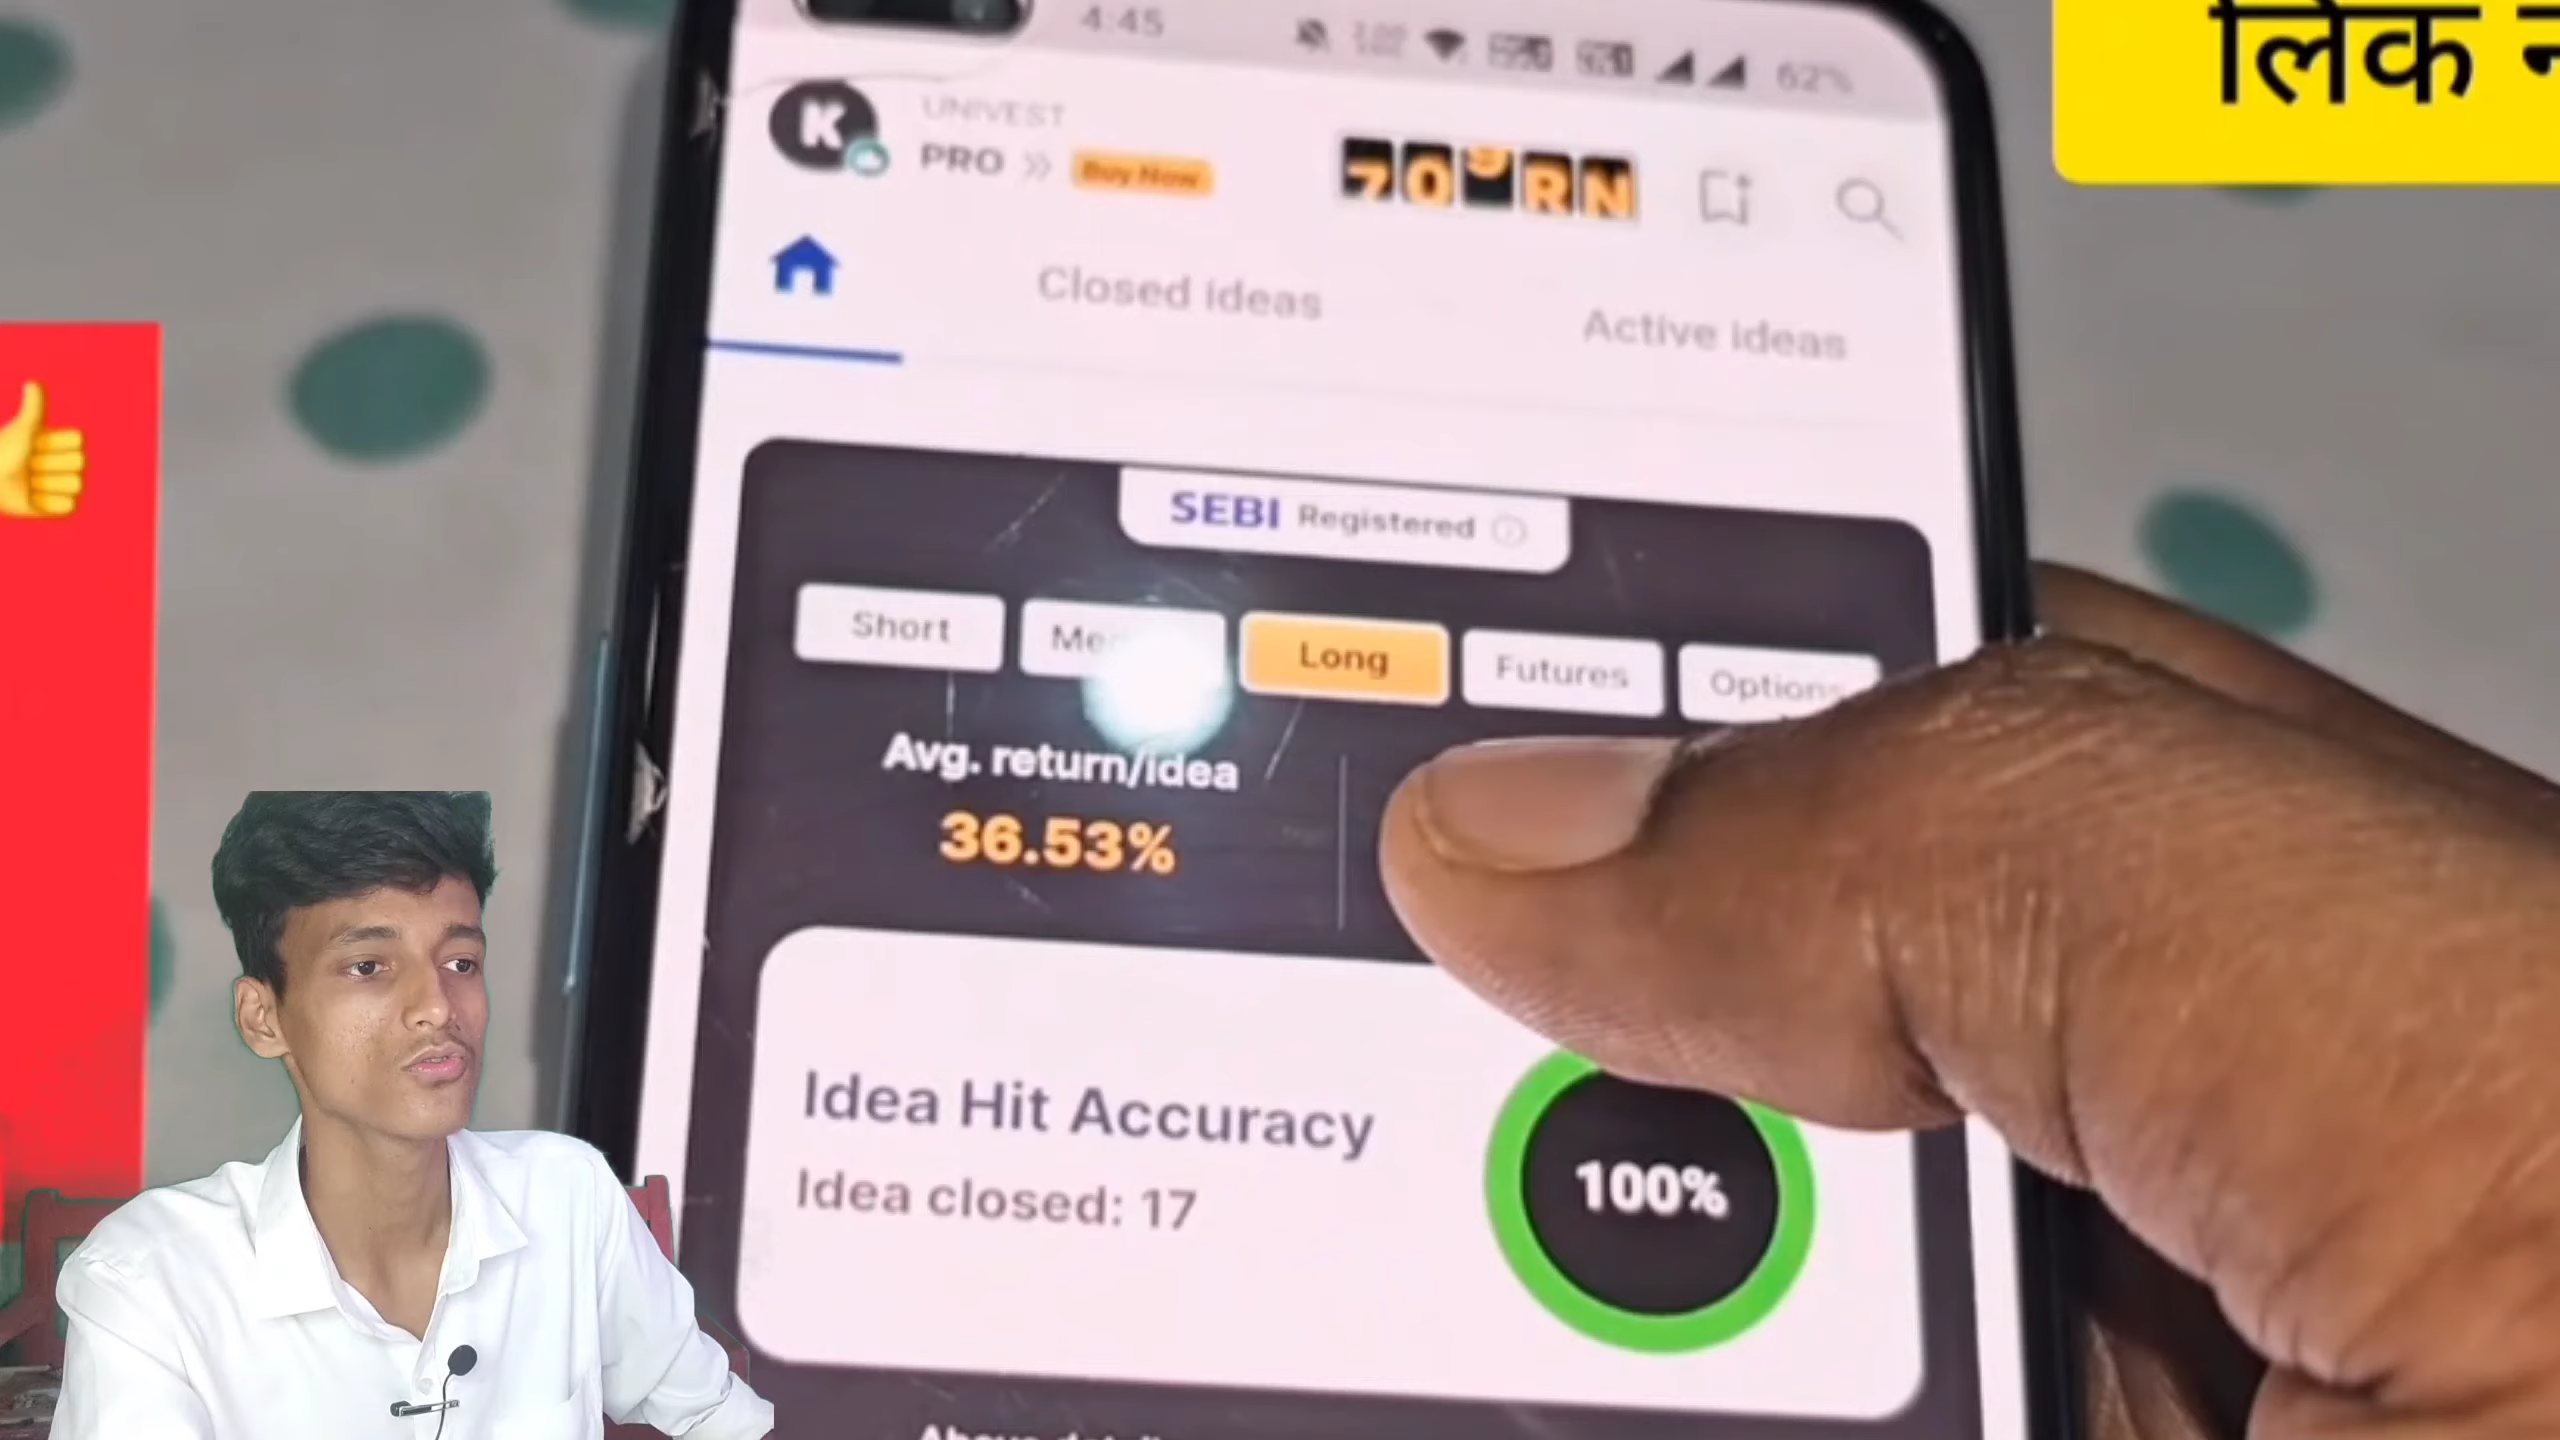 लिंक
4:45
62%
K
UNIVEST
PRO >> Buy Now
Closed ideas
Active ideas
SEBI Registered
Short
Long
Futures
Options
Avg. return/idea
36.53%
Idea Hit Accuracy
Idea closed: 17
100%